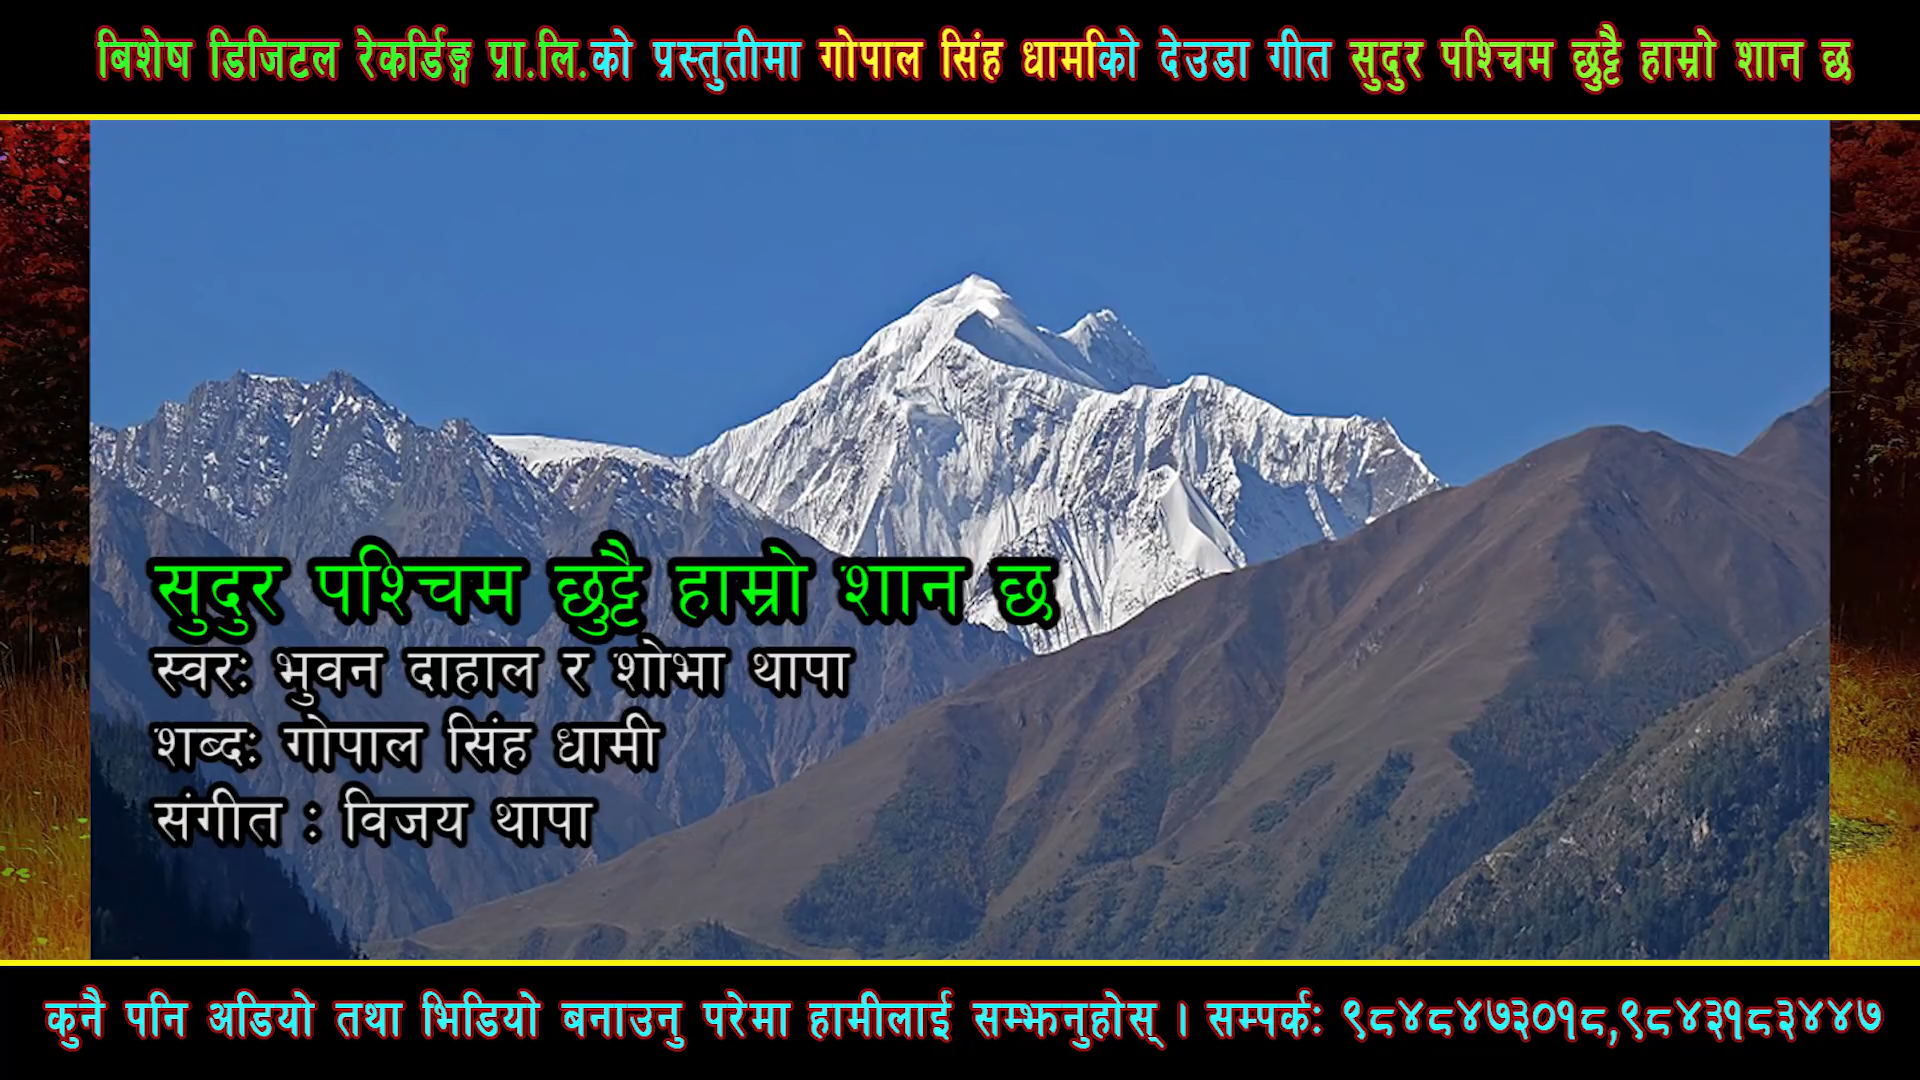 बिशेष डिजिटल रेकर्डिङ्ग प्रा.लि.को प्रस्तुतीमा गोपाल सिंह धामीको देउडा गीत सुदुर पश्चिम छुट्टै हाम्रो शान छ
सुदुर पश्चिम छुट्टै हाम्रो शान छ
स्वरः भुवन दाहाल र शोभा थापा
शब्दः गोपाल सिंह धामी
संगीत : विजय थापा
कुनै पनि अडियो तथा भिडियो बनाउनु परेमा हामीलाई सम्झनुहोस् । सम्पर्कः ९८४८४७३०१८,९८४३१८३४४७